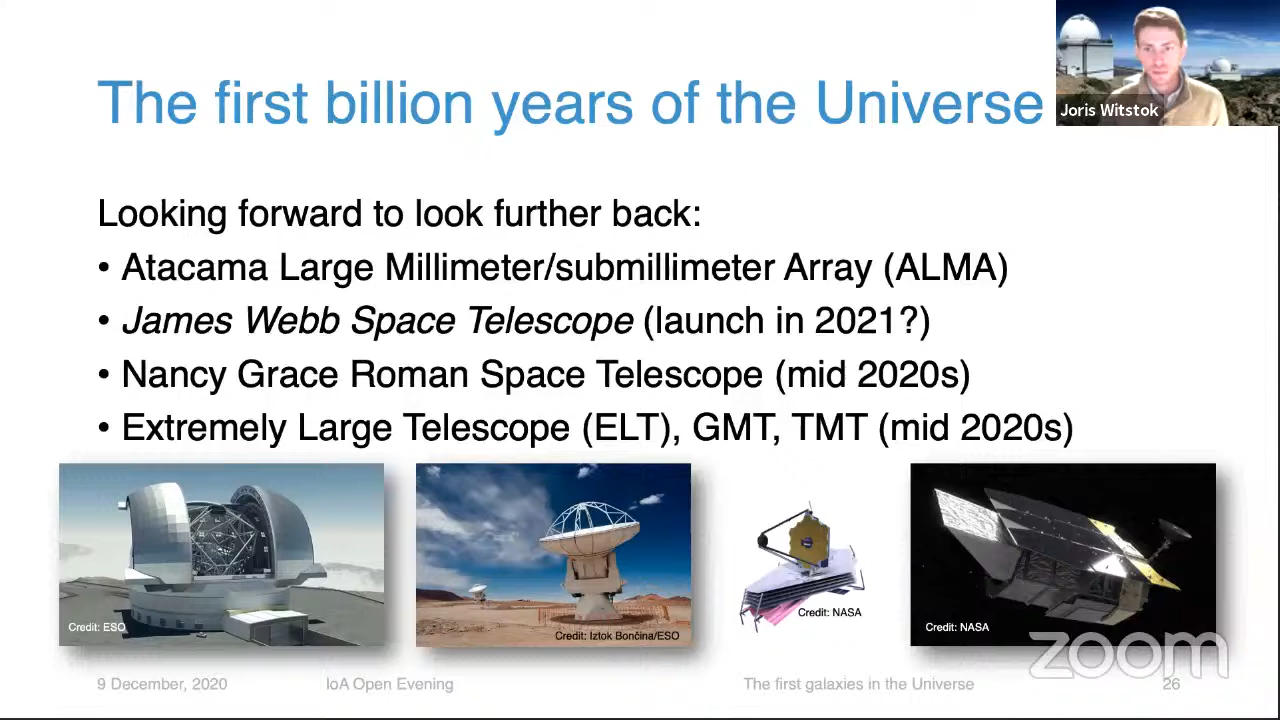 The first billion years of the Universe
Joris Witstok
Looking forward to look further back:
• Atacama Large Millimeter/submillimeter Array (ALMA)
• James Webb Space Telescope (launch in 2021?)
• Nancy Grace Roman Space Telescope (mid 2020s)
• Extremely Large Telescope (ELT), GMT, TMT (mid 2020s)
Credit: ESO
Credit: Iztok Bončina/ESO
Credit: NASA
Credit: NASA
zoom
9 December, 2020
IoA Open Evening
The first galaxies in the Universe
26